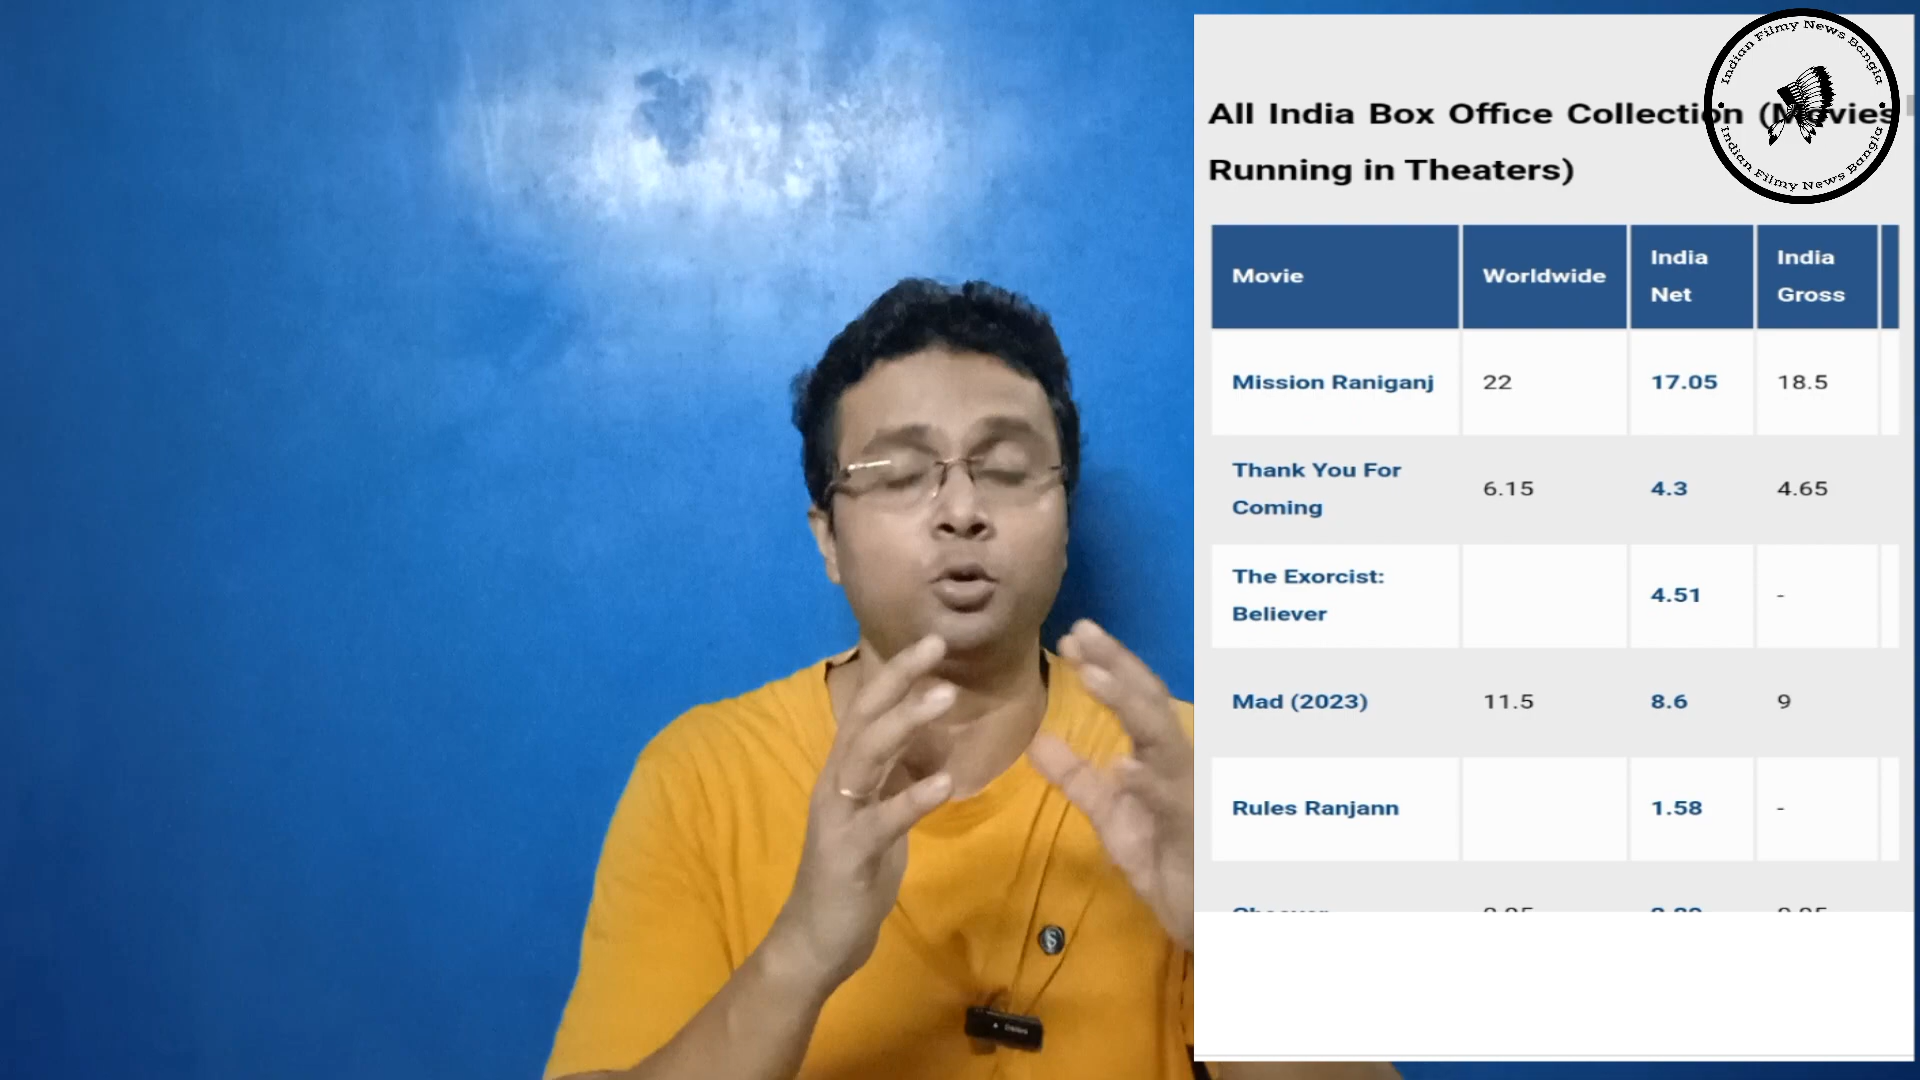 Indian Filmy News Bangla
Indian Filmy News Bangla
All India Box Office Collection (Movies
Running in Theaters)
Movie Worldwide India Net India Gross
Mission Raniganj 22 17.05 18.5
Thank You For Coming 6.15 4.3 4.65
The Exorcist: Believer 4.51 -
Mad (2023) 11.5 8.6 9
Rules Ranjann 1.58 -